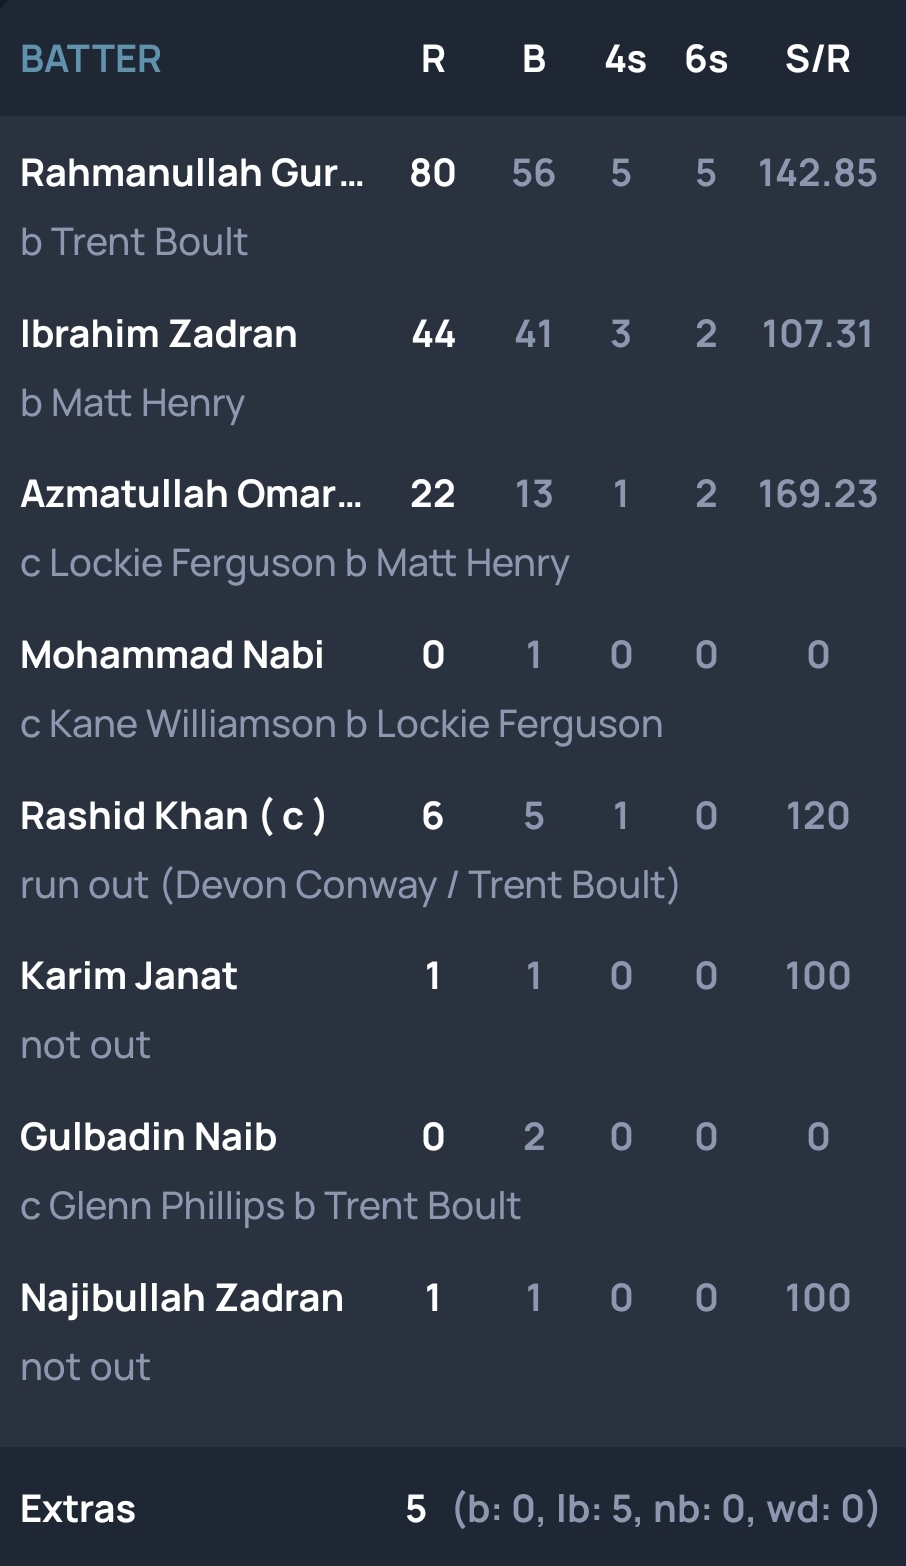 BATTER R B 4s 6s S/R
Rahmanullah Gur... 80 56 5 5 142.85
b Trent Boult
Ibrahim Zadran 44 41 3 2 107.31
b Matt Henry
Azmatullah Omar... 22 13 1 2 169.23
c Lockie Ferguson b Matt Henry
Mohammad Nabi 0 1 0 0 0
c Kane Williamson b Lockie Ferguson
Rashid Khan ( c ) 6 5 1 0 120
run out (Devon Conway / Trent Boult)
Karim Janat 1 1 0 0 100
not out
Gulbadin Naib 0 2 0 0 0
c Glenn Phillips b Trent Boult
Najibullah Zadran 1 1 0 0 100
not out
Extras 5 (b: 0, lb: 5, nb: 0, wd: 0)